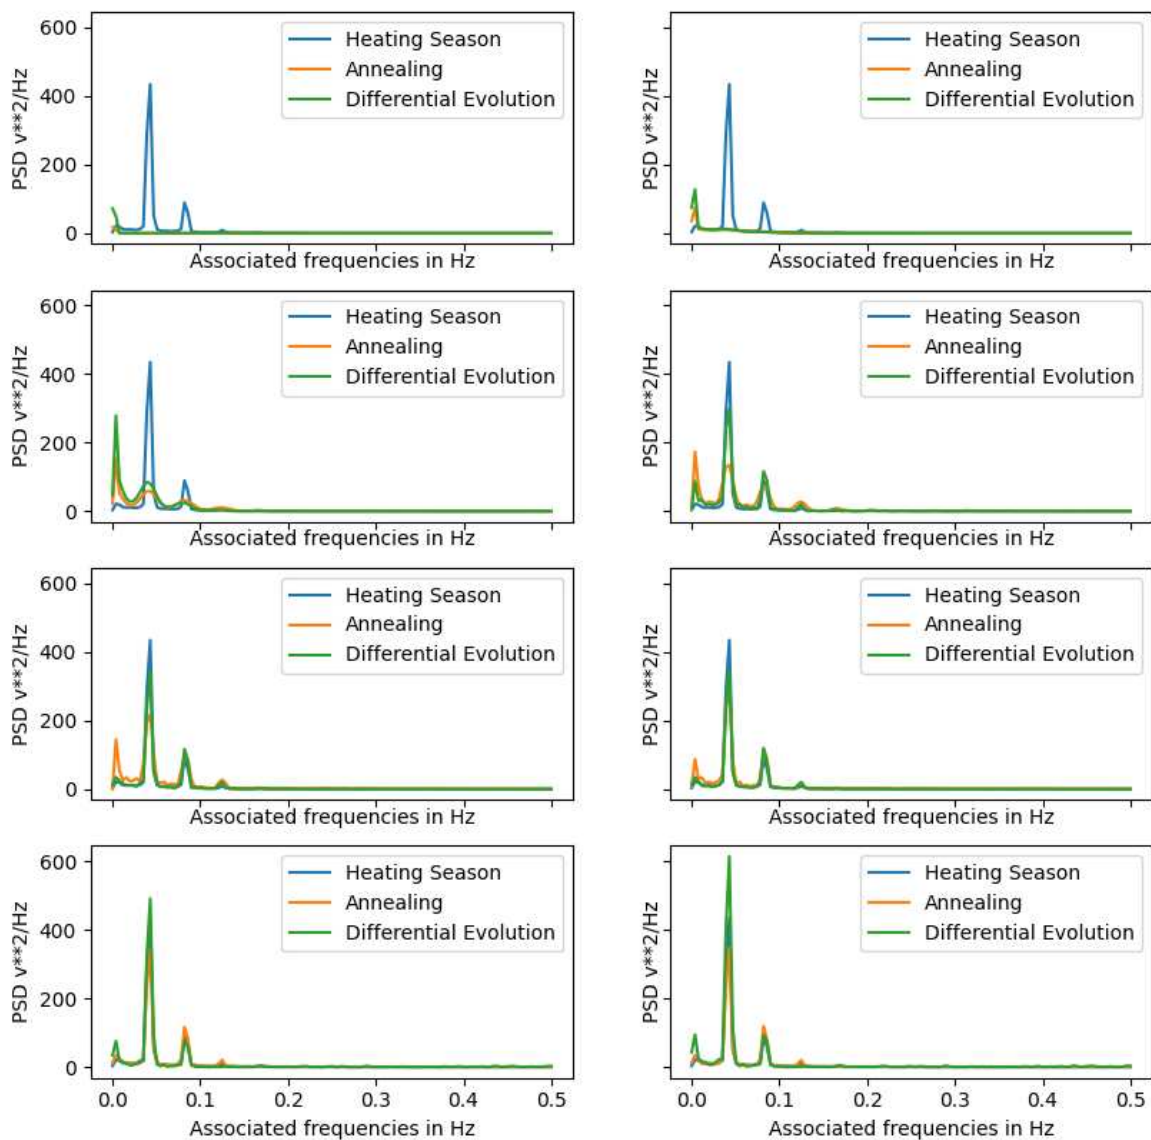 600
400
200
0
PSD v**2/Hz
Heating Season
Annealing
Differential Evolution
Associated frequencies in Hz
PSD v**2/Hz
Heating Season
Annealing
Differential Evolution
Associated frequencies in Hz
600
400
200
0
PSD v**2/Hz
Heating Season
Annealing
Differential Evolution
Associated frequencies in Hz
PSD v**2/Hz
Heating Season
Annealing
Differential Evolution
Associated frequencies in Hz
600
400
200
0
PSD v**2/Hz
Heating Season
Annealing
Differential Evolution
Associated frequencies in Hz
PSD v**2/Hz
Heating Season
Annealing
Differential Evolution
Associated frequencies in Hz
600
400
200
0
PSD v**2/Hz
Heating Season
Annealing
Differential Evolution
0.0 0.1 0.2 0.3 0.4 0.5
Associated frequencies in Hz
PSD v**2/Hz
Heating Season
Annealing
Differential Evolution
0.0 0.1 0.2 0.3 0.4 0.5
Associated frequencies in Hz